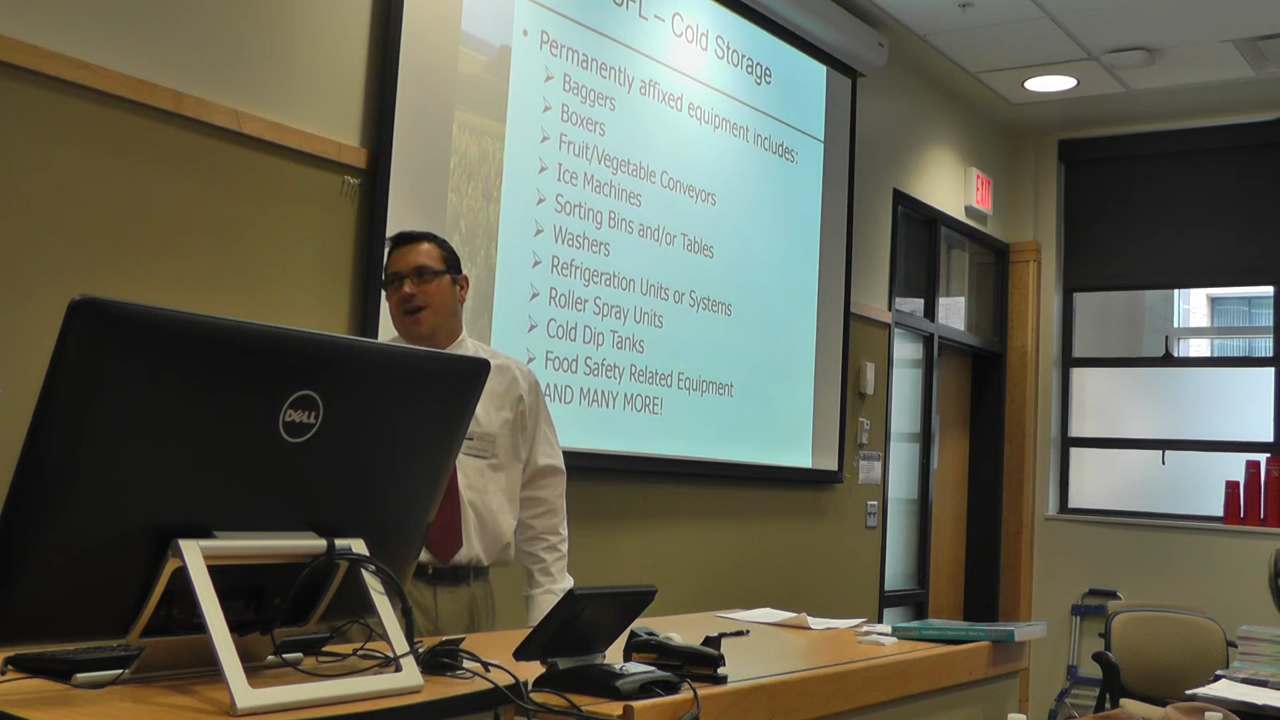 SFL – Cold Storage
• Permanently affixed equipment includes:
➢ Baggers
➢ Boxers
➢ Fruit/Vegetable Conveyors
➢ Ice Machines
➢ Sorting Bins and/or Tables
➢ Washers
➢ Refrigeration Units or Systems
➢ Roller Spray Units
➢ Cold Dip Tanks
➢ Food Safety Related Equipment
AND MANY MORE!
EXIT
DELL